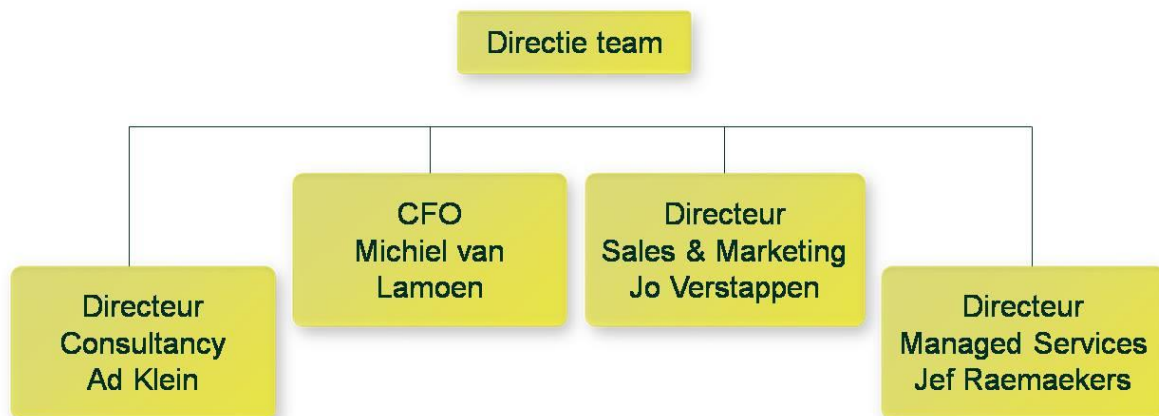 Directie team
CFO
Michiel van
Lamoen
Directeur
Sales & Marketing
Jo Verstappen
Directeur
Consultancy
Ad Klein
Directeur
Managed Services
Jef Raemaekers